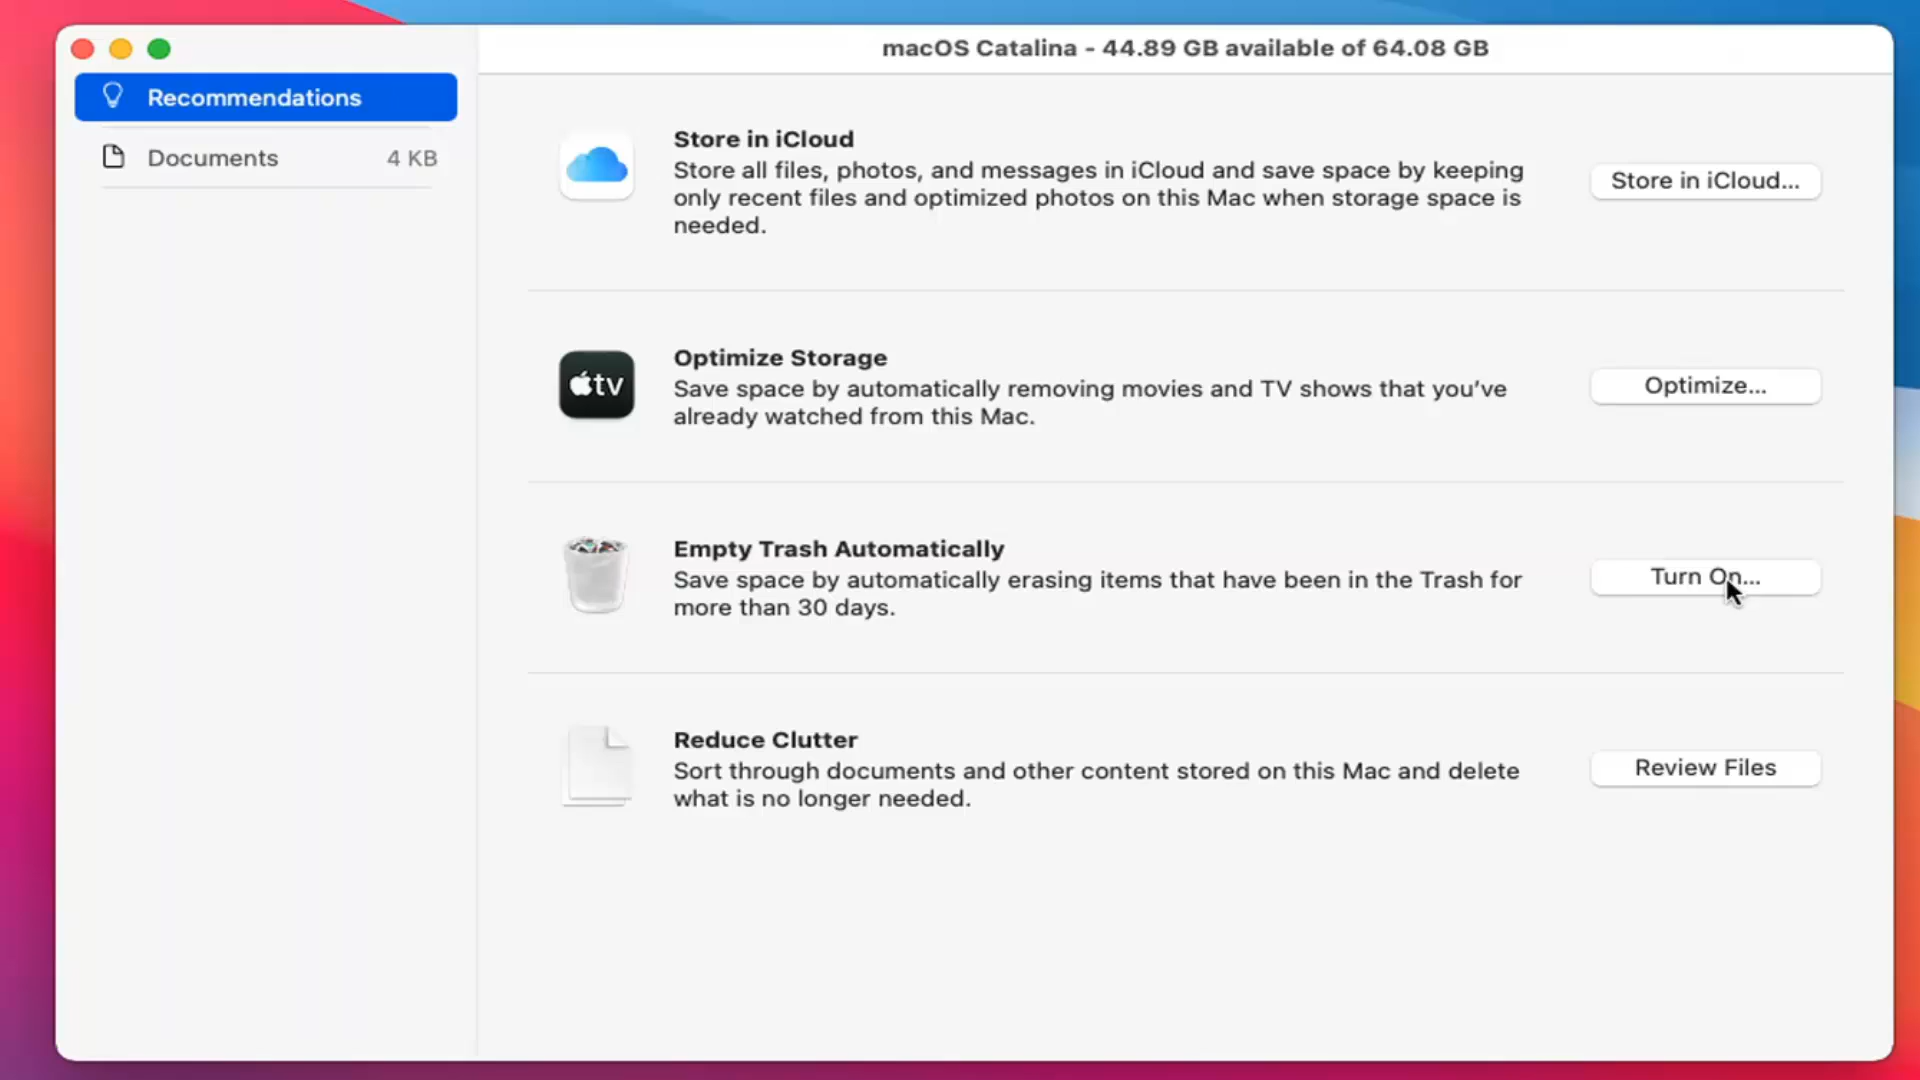 macOS Catalina - 44.89 GB available of 64.08 GB
Recommendations
Documents 4 KB
Store in iCloud
Store all files, photos, and messages in iCloud and save space by keeping
only recent files and optimized photos on this Mac when storage space is
needed.
Store in iCloud...
tv
Optimize Storage
Save space by automatically removing movies and TV shows that you’ve
already watched from this Mac.
Optimize...
Empty Trash Automatically
Save space by automatically erasing items that have been in the Trash for
more than 30 days.
Turn On...
Reduce Clutter
Sort through documents and other content stored on this Mac and delete
what is no longer needed.
Review Files